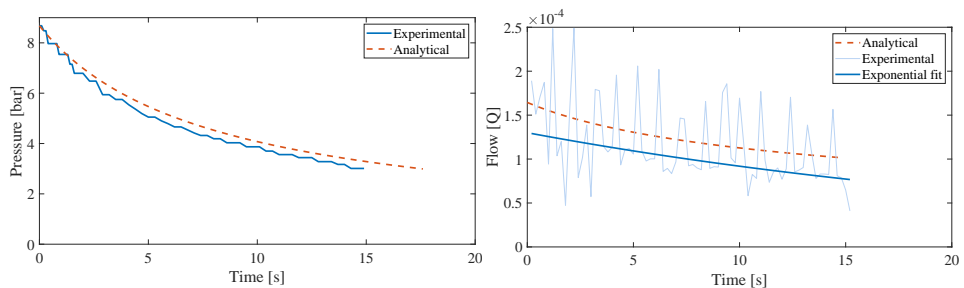 Experimental
Analytical
Pressure [bar]
8
6
4
2
0
0
5
10
15
20
Time [s]
×10⁻⁴
Analytical
Experimental
Exponential fit
Flow [Q]
2.5
2
1.5
1
0.5
0
0
5
10
15
20
Time [s]